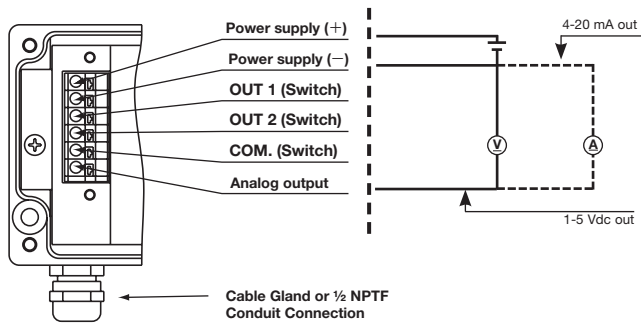 Power supply (+)
4-20 mA out
Power supply (−)
OUT 1 (Switch)
OUT 2 (Switch)
COM. (Switch)
V
A
Analog output
1-5 Vdc out
Cable Gland or ½ NPTF
Conduit Connection